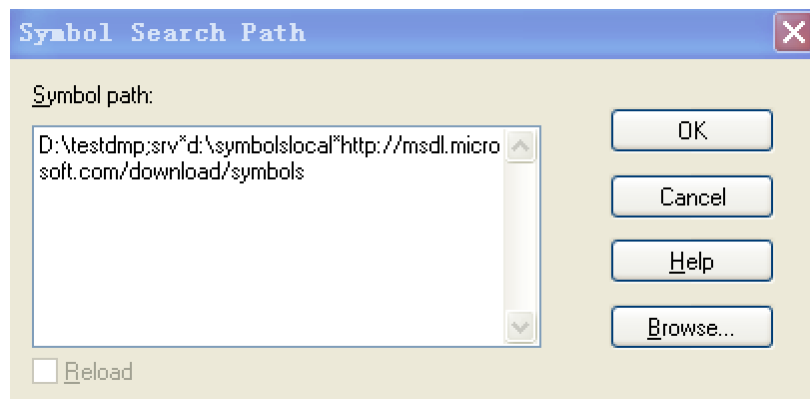 Symbol Search Path
Symbol path:
D:\testdmp;srv*d:\symbolslocal*http://msdl.micro
soft.com/download/symbols
OK
Cancel
Help
Browse...
Reload